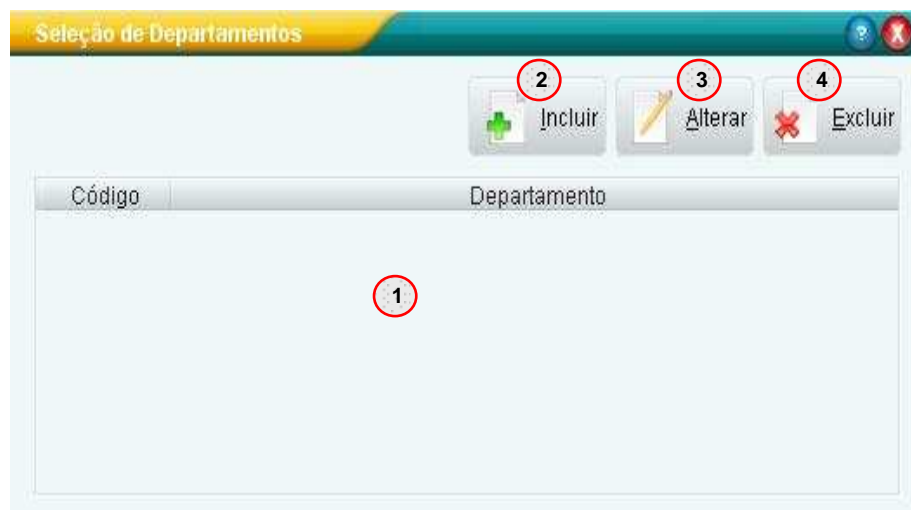 Seleção de Departamentos ?
2 3 4
Incluir Alterar Excluir
Código Departamento
1